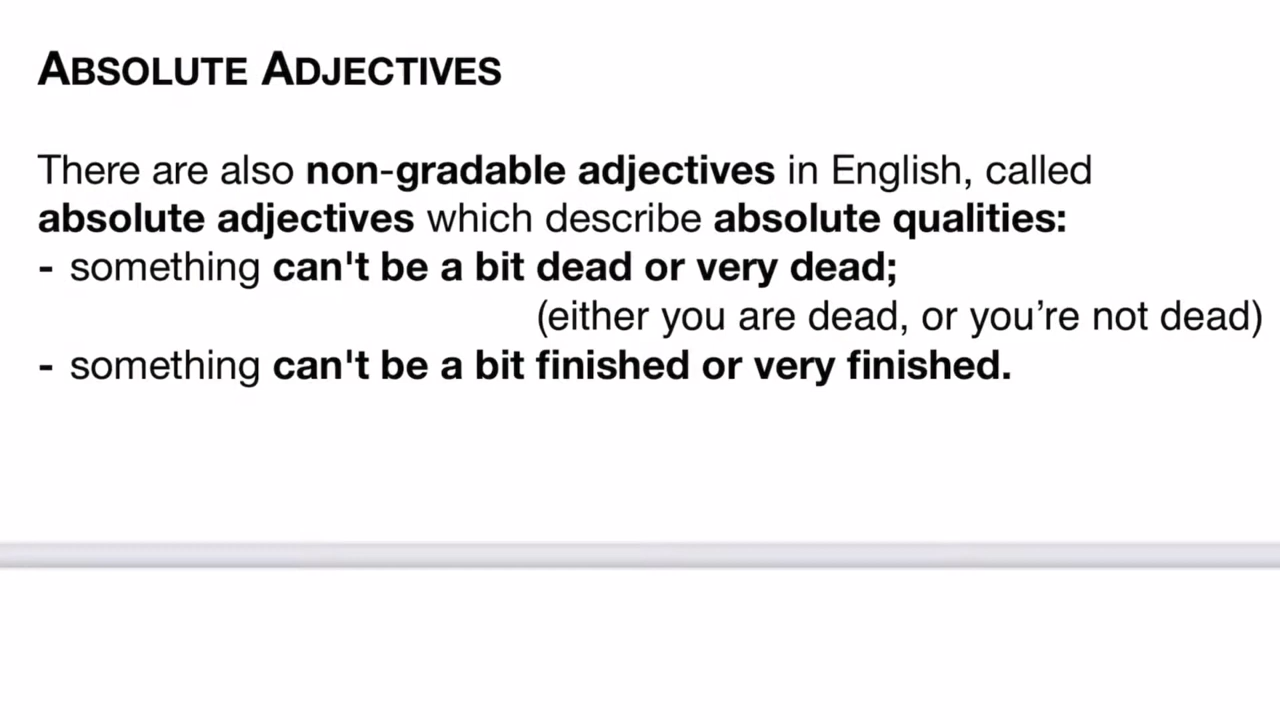 ABSOLUTE ADJECTIVES
There are also non-gradable adjectives in English, called
absolute adjectives which describe absolute qualities:
- something can't be a bit dead or very dead;
(either you are dead, or you’re not dead)
- something can't be a bit finished or very finished.